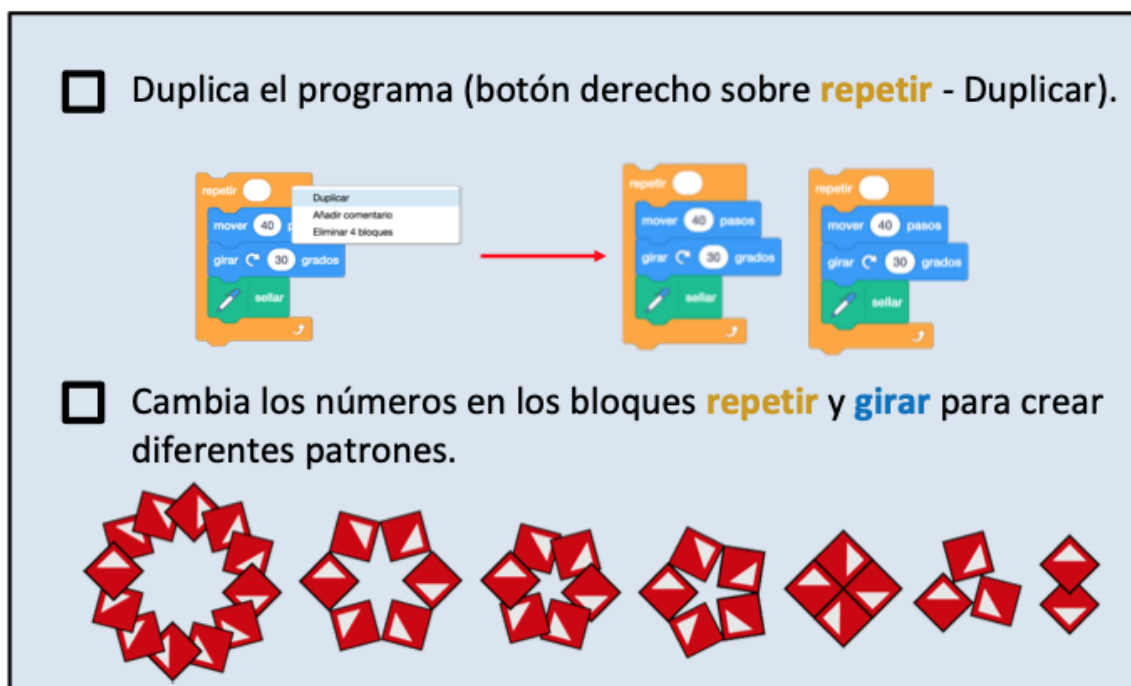 Duplica el programa (botón derecho sobre repetir - Duplicar).
repetir
mover 40 p
girar 30 grados
sellar
Duplicar
Añadir comentario
Eliminar 4 bloques
repetir
mover 40 pasos
girar 30 grados
sellar
repetir
mover 40 pasos
girar 30 grados
sellar
Cambia los números en los bloques repetir y girar para crear
diferentes patrones.